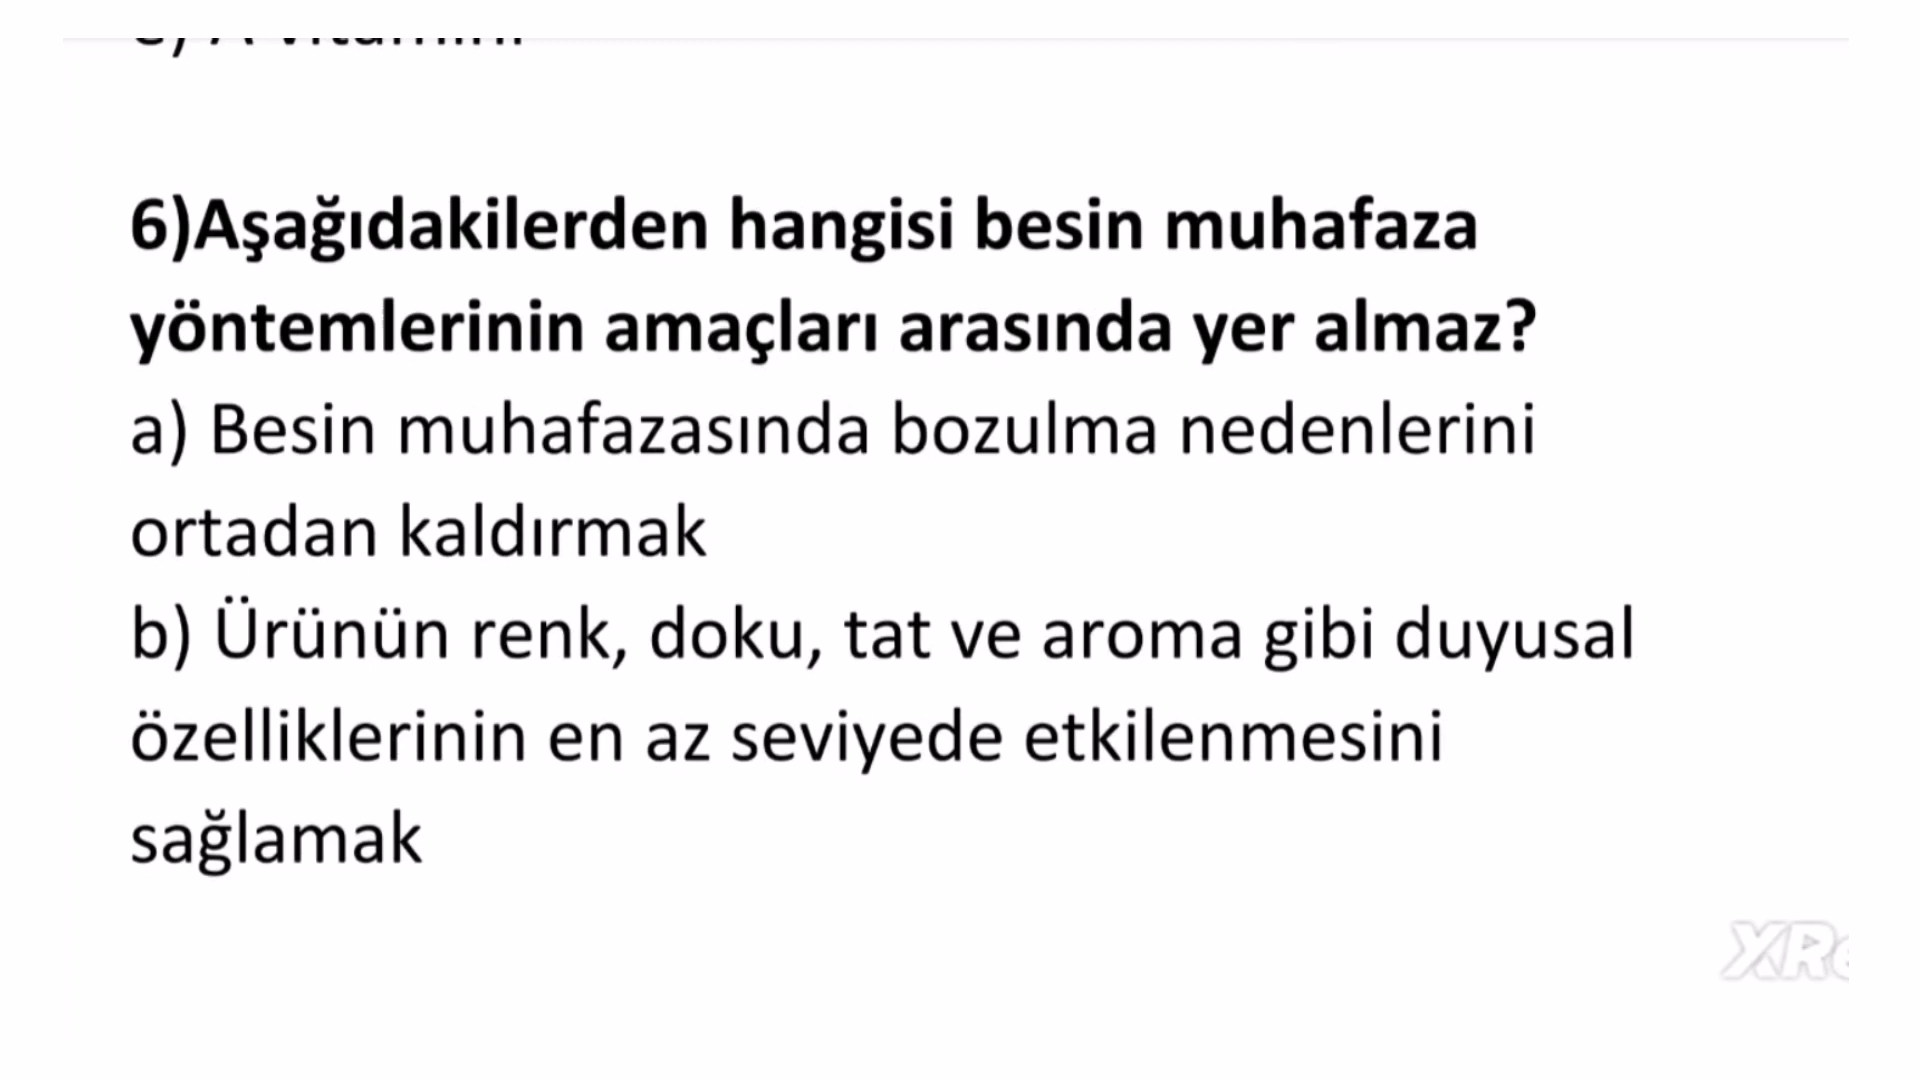 6)Aşağıdakilerden hangisi besin muhafaza
yöntemlerinin amaçları arasında yer almaz?
a) Besin muhafazasında bozulma nedenlerini
ortadan kaldırmak
b) Ürünün renk, doku, tat ve aroma gibi duyusal
özelliklerinin en az seviyede etkilenmesini
sağlamak